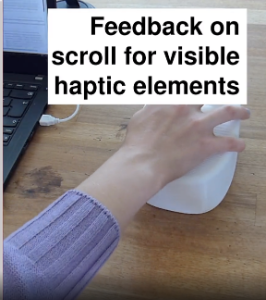 Feedback on
scroll for visible
haptic elements